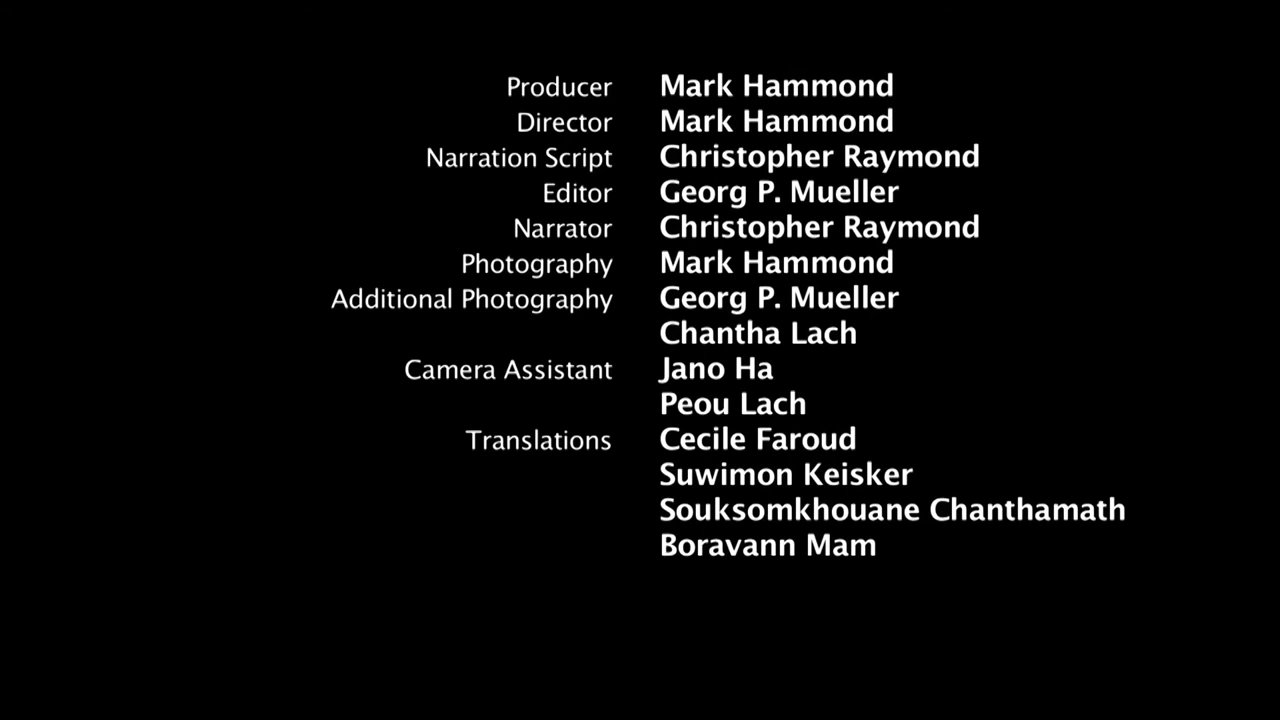 Producer Mark Hammond
Director Mark Hammond
Narration Script Christopher Raymond
Editor Georg P. Mueller
Narrator Christopher Raymond
Photography Mark Hammond
Additional Photography Georg P. Mueller
Chantha Lach
Camera Assistant Jano Ha
Peou Lach
Translations Cecile Faroud
Suwimon Keisker
Souksomkhouane Chanthamath
Boravann Mam